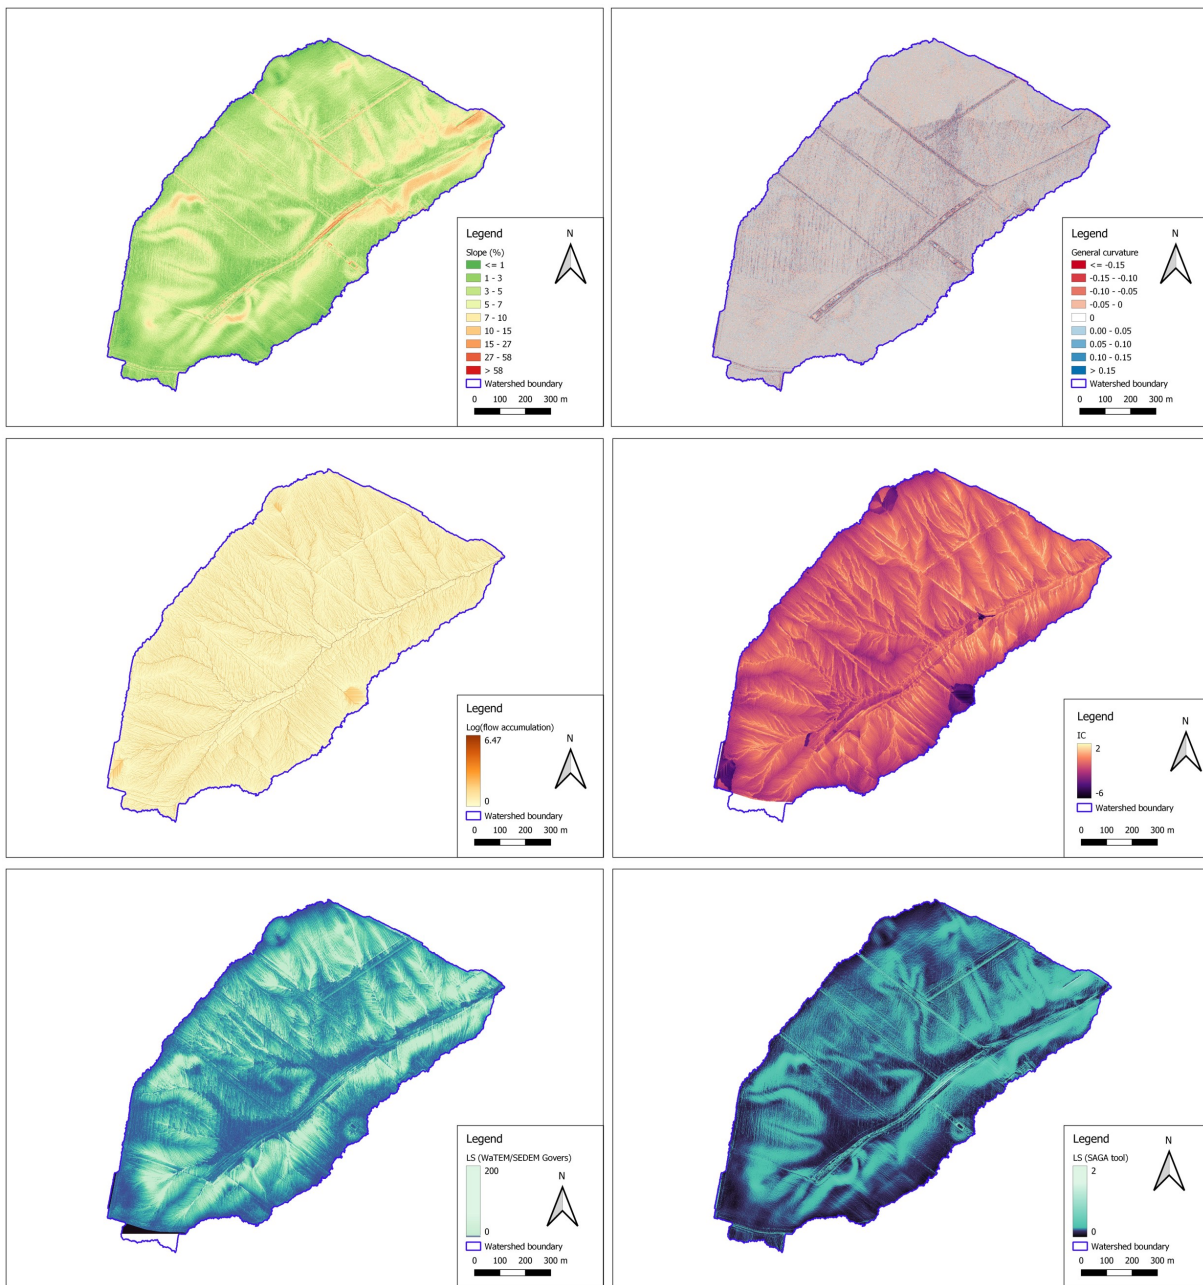 Legend
N
Slope (%)
<= 1
1 - 3
3 - 5
5 - 7
7 - 10
10 - 15
15 - 27
27 - 58
> 58
Watershed boundary
0 100 200 300 m
Legend
N
General curvature
<= -0.15
-0.15 - -0.10
-0.10 - -0.05
-0.05 - 0
0
0.00 - 0.05
0.05 - 0.10
0.10 - 0.15
> 0.15
Watershed boundary
0 100 200 300 m
Legend
Log(flow accumulation)
6.47
N
0
Watershed boundary
0 100 200 300 m
Legend
N
IC
2
-6
Watershed boundary
0 100 200 300 m
Legend
LS (WaTEM/SEDEM Govers)
200
N
0
Watershed boundary
0 100 200 300 m
Legend
N
LS (SAGA tool)
2
0
Watershed boundary
0 100 200 300 m